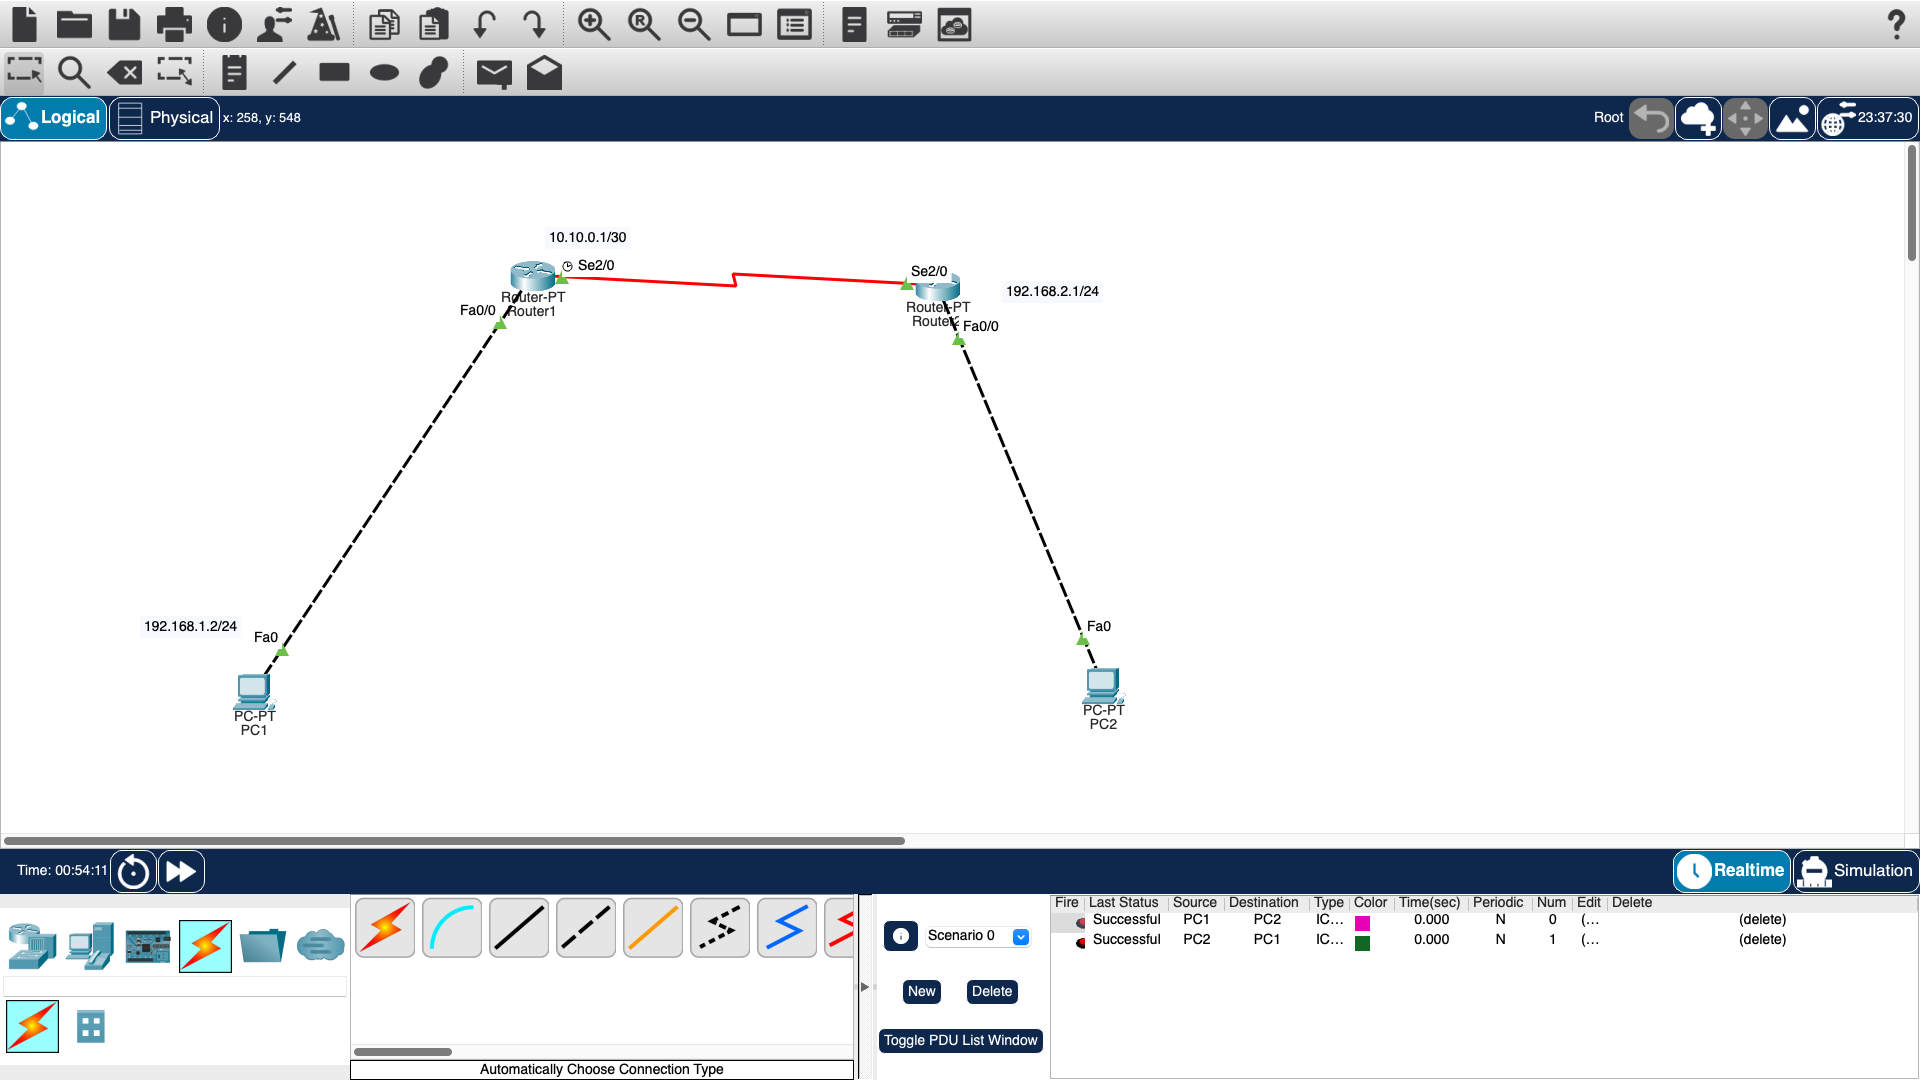 Logical
Physical
x: 258, y: 548
Root
23:37:30
10.10.0.1/30
Se2/0
Router-PT
Router1
Fa0/0
Se2/0
192.168.2.1/24
Router-PT
Fa0/0
192.168.1.2/24
Fa0
PC-PT
PC1
Fa0
PC-PT
PC2
Time: 00:54:11
Realtime
Simulation
Automatically Choose Connection Type
Scenario 0
New
Delete
Toggle PDU List Window
Fire Last Status Source Destination Type Color Time(sec) Periodic Num Edit Delete
Successful PC1 PC2 IC... 0.000 N 0 (... (delete)
Successful PC2 PC1 IC... 0.000 N 1 (... (delete)